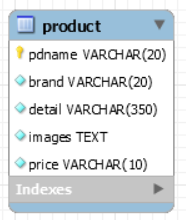 product
pdname VARCHAR(20)
brand VARCHAR(20)
detail VARCHAR(350)
images TEXT
price VARCHAR(10)
Indexes